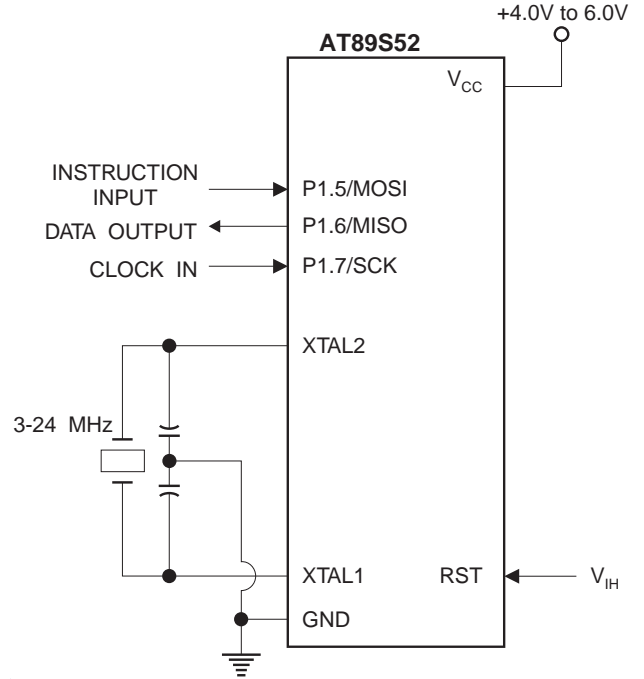 +4.0V to 6.0V
AT89S52
VCC
INSTRUCTION
INPUT
P1.5/MOSI
DATA OUTPUT
P1.6/MISO
CLOCK IN
P1.7/SCK
XTAL2
3-24 MHz
XTAL1
RST
VIH
GND